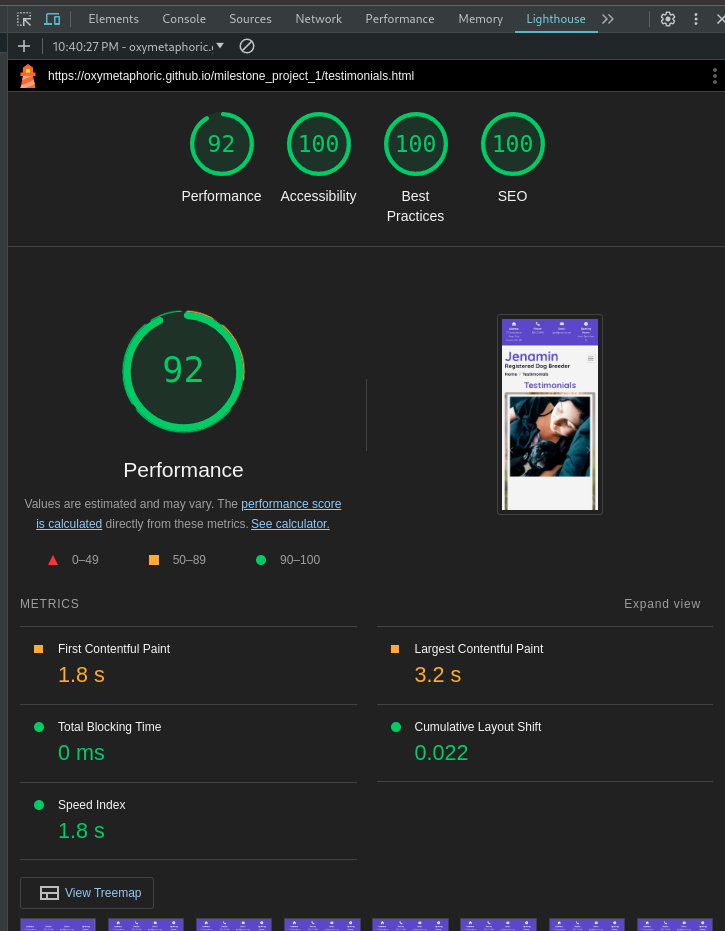 Elements Console Sources Network Performance Memory Lighthouse
10:40:27 PM - oxymetaphoric.
https://oxymetaphoric.github.io/milestone_project_1/testimonials.html
92 100 100 100
Performance Accessibility Best Practices SEO
92
Jenamin
Registered Dog Breeder
Home / Testimonials
Testimonials
Performance
Values are estimated and may vary. The performance score
is calculated directly from these metrics. See calculator.
0–49 50–89 90–100
METRICS Expand view
First Contentful Paint
1.8 s
Largest Contentful Paint
3.2 s
Total Blocking Time
0 ms
Cumulative Layout Shift
0.022
Speed Index
1.8 s
View Treemap